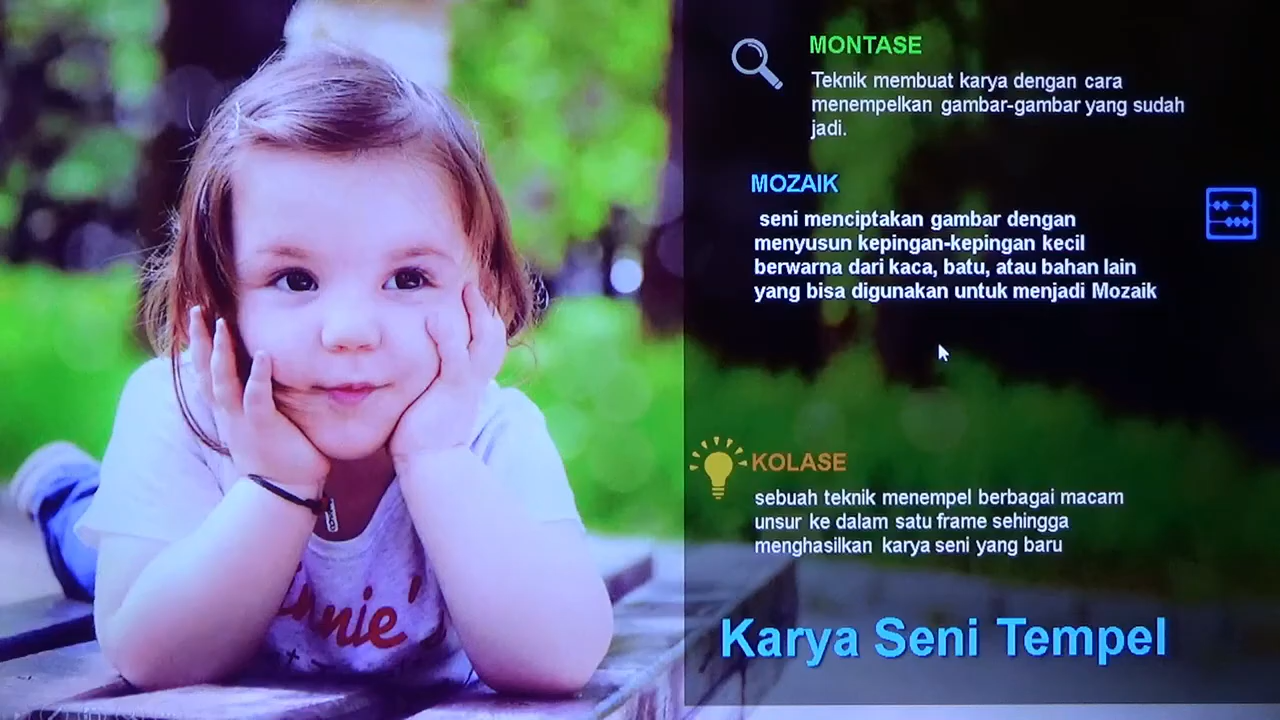 MONTASE
Teknik membuat karya dengan cara
menempelkan gambar-gambar yang sudah
jadi.
MOZAIK
seni menciptakan gambar dengan
menyusun kepingan-kepingan kecil
berwarna dari kaca, batu, atau bahan lain
yang bisa digunakan untuk menjadi Mozaik
KOLASE
sebuah teknik menempel berbagai macam
unsur ke dalam satu frame sehingga
menghasilkan karya seni yang baru
Karya Seni Tempel